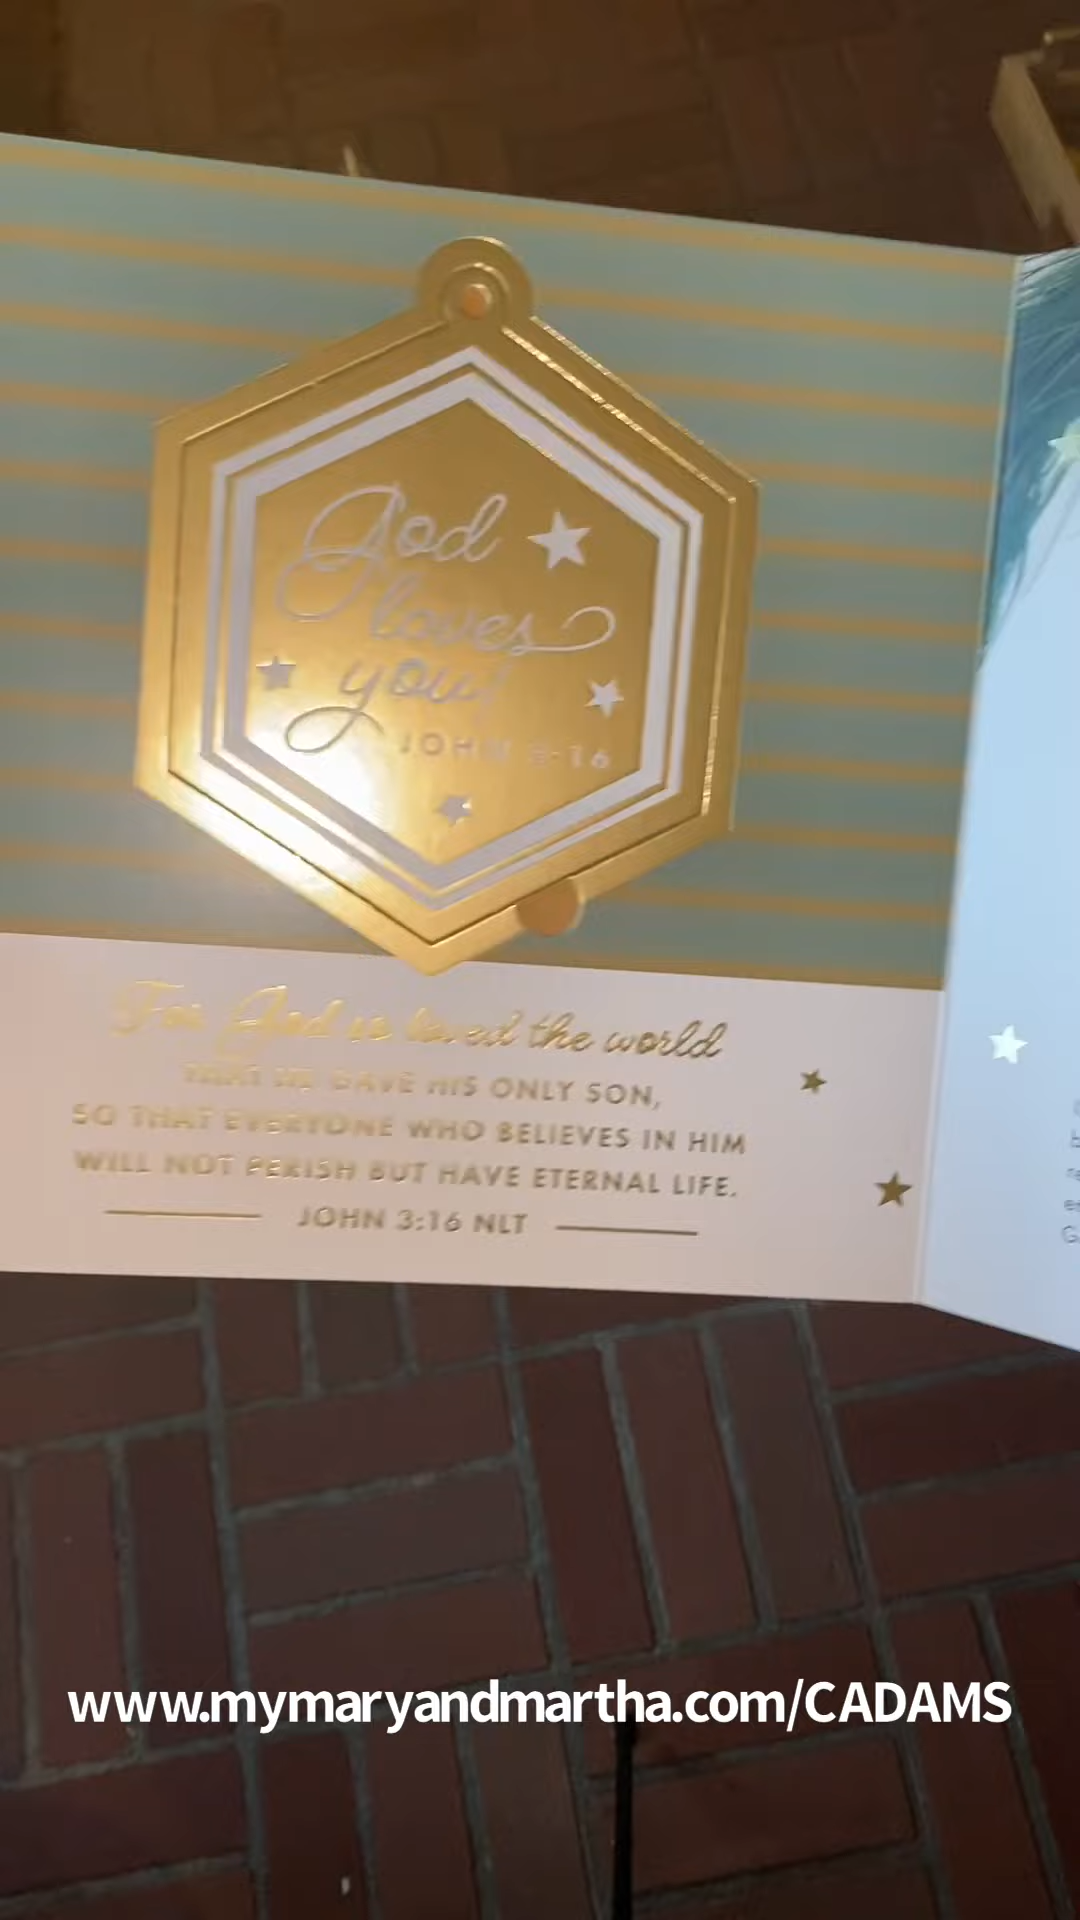 God
loves
you!
JOHN 3:16
For God so loved the world
THAT HE GAVE HIS ONLY SON,
SO THAT EVERYONE WHO BELIEVES IN HIM
WILL NOT PERISH BUT HAVE ETERNAL LIFE.
JOHN 3:16 NLT
www.mymaryandmartha.com/CADAMS